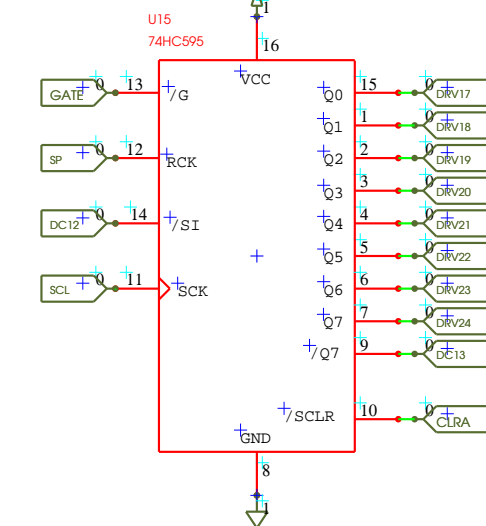 1
U15
74HC595
16
VCC
GATE 0 13 /G Q0 15 0 DRV17
Q1 1 0 DRV18
SP 0 12 RCK Q2 2 0 DRV19
Q3 3 0 DRV20
DC12 0 14 /SI Q4 4 0 DRV21
Q5 5 0 DRV22
SCL 0 11 SCK Q6 6 0 DRV23
Q7 7 0 DRV24
/Q7 9 0 DC13
/SCLR 10 0 CLRA
GND
8
1